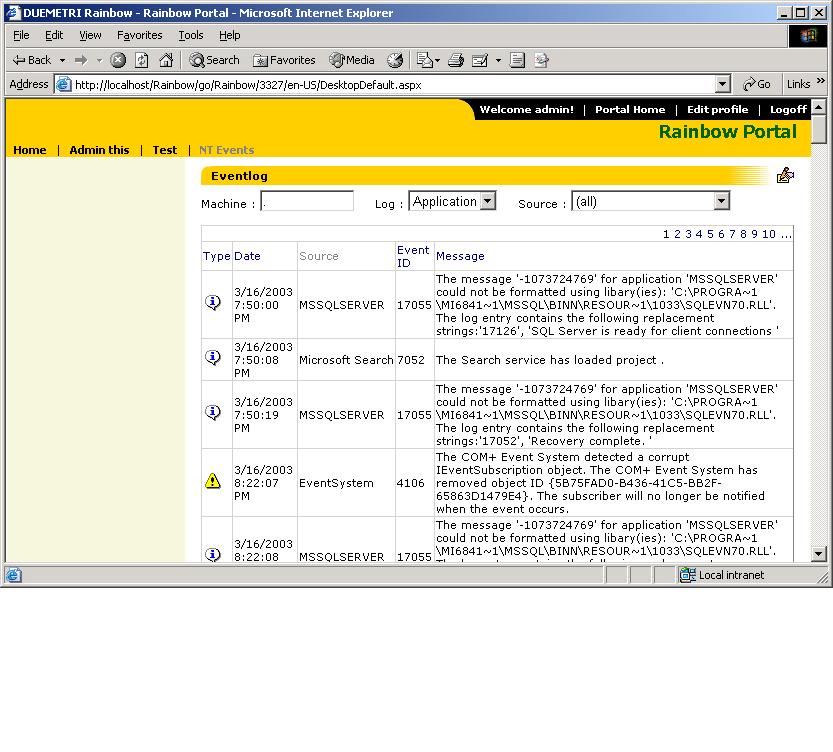 DUEMETRI Rainbow - Rainbow Portal - Microsoft Internet Explorer
File Edit View Favorites Tools Help
Back Search Favorites Media
Address http://localhost/Rainbow/go/Rainbow/3327/en-US/DesktopDefault.aspx Go Links »
Welcome admin! | Portal Home | Edit profile | Logoff
Rainbow Portal
Home | Admin this | Test | NT Events
Eventlog
Machine : . Log : Application Source : (all)
1 2 3 4 5 6 7 8 9 10 ...
Type Date Source Event ID Message
3/16/2003 7:50:00 PM MSSQLSERVER 17055 The message '-1073724769' for application 'MSSQLSERVER'
could not be formatted using libary(ies): 'C:\PROGRA~1
\MI6841~1\MSSQL\BINN\RESOUR~1\1033\SQLEVN70.RLL'.
The log entry contains the following replacement
strings:'17126', 'SQL Server is ready for client connections '
3/16/2003 7:50:08 PM Microsoft Search 7052 The Search service has loaded project .
3/16/2003 7:50:19 PM MSSQLSERVER 17055 The message '-1073724769' for application 'MSSQLSERVER'
could not be formatted using libary(ies): 'C:\PROGRA~1
\MI6841~1\MSSQL\BINN\RESOUR~1\1033\SQLEVN70.RLL'.
The log entry contains the following replacement
strings:'17052', 'Recovery complete. '
3/16/2003 8:22:07 PM EventSystem 4106 The COM+ Event System detected a corrupt
IEventSubscription object. The COM+ Event System has
removed object ID {5B75FAD0-B436-41C5-BB2F-
65863D1479E4}. The subscriber will no longer be notified
when the event occurs.
3/16/2003 8:22:08 MSSQLSERVER 17055 The message '-1073724769' for application 'MSSQLSERVER'
could not be formatted using libary(ies): 'C:\PROGRA~1
\MI6841~1\MSSQL\BINN\RESOUR~1\1033\SQLEVN70.RLL'.
Local intranet